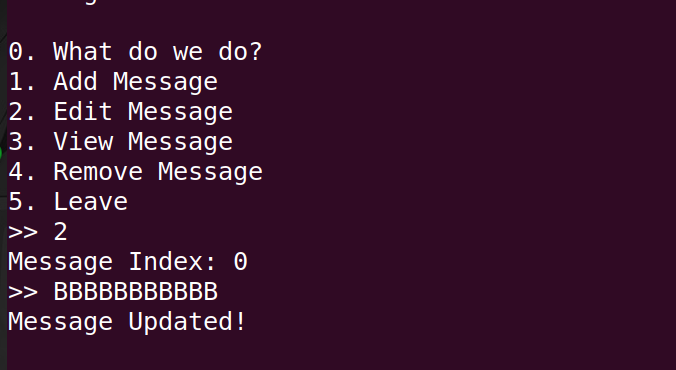 0. What do we do?
1. Add Message
2. Edit Message
3. View Message
4. Remove Message
5. Leave
>> 2
Message Index: 0
>> BBBBBBBBBBB
Message Updated!